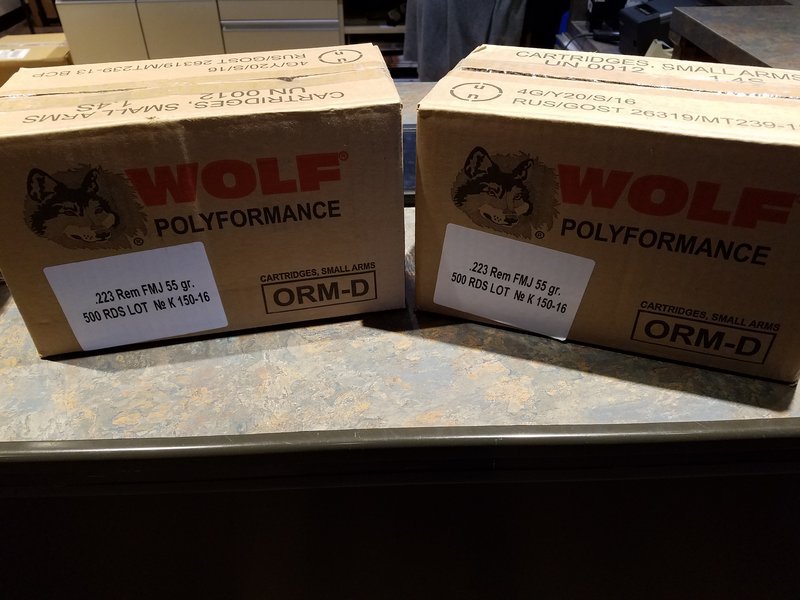 4G/Y20/S/16
RUS/GOST 26319/MT239-13 BCP
CARTRIDGES, SMALL ARMS
UN 0012 1.4S
WOLF®
POLYFORMANCE
®
.223 Rem FMJ 55 gr.
500 RDS LOT № K 150-16
CARTRIDGES, SMALL ARMS
ORM-D
CARTRIDGES, SMALL ARMS
UN 0012 1.4S
un
4G/Y20/S/16
RUS/GOST 26319/MT239-1
WOLF®
POLYFORMANCE
®
.223 Rem FMJ 55 gr.
500 RDS LOT № K 150-16
CARTRIDGES, SMALL ARMS
ORM-D